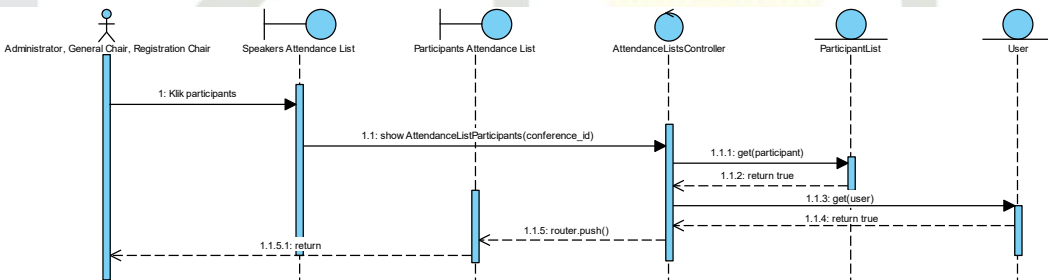 Administrator, General Chair, Registration Chair
Speakers Attendance List
Participants Attendance List
AttendanceListsController
ParticipantList
User
1: Klik participants
1.1: show AttendanceListParticipants(conference_id)
1.1.1: get(participant)
1.1.2: return true
1.1.3: get(user)
1.1.4: return true
1.1.5: router.push()
1.1.5.1: return